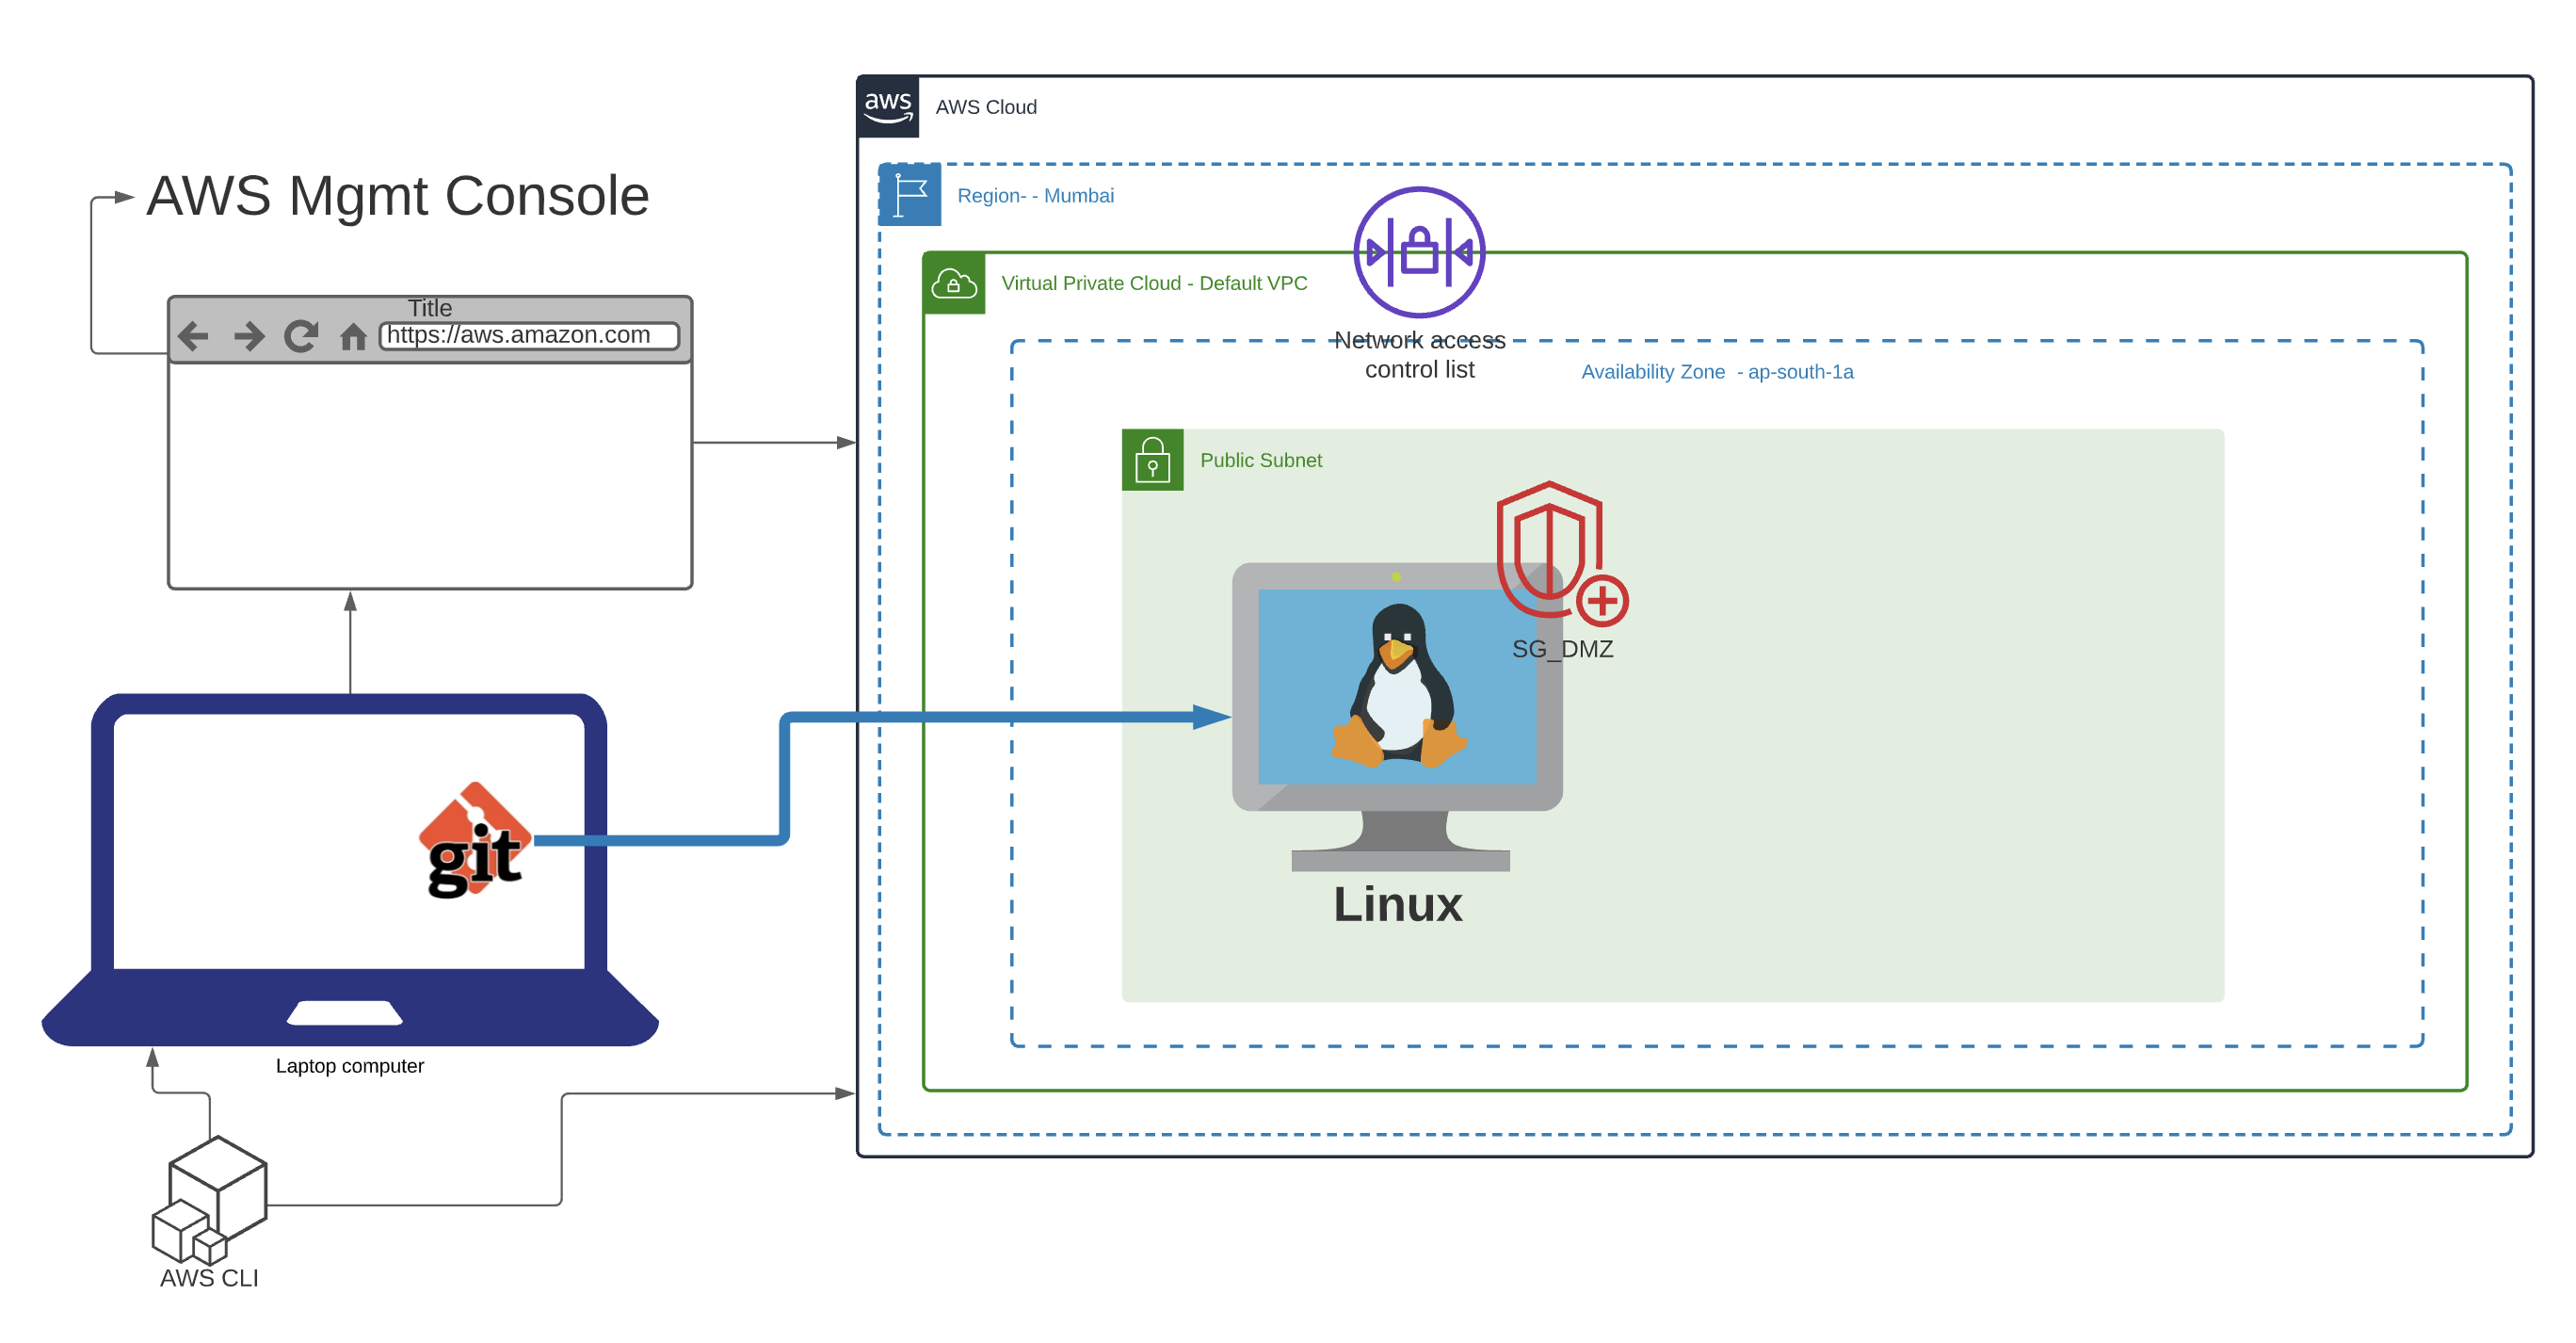 aws
AWS Cloud
AWS Mgmt Console
Region- - Mumbai
Virtual Private Cloud - Default VPC
Title
https://aws.amazon.com
Network access
control list
Availability Zone  - ap-south-1a
Public Subnet
SG_DMZ
git
Linux
Laptop computer
AWS CLI